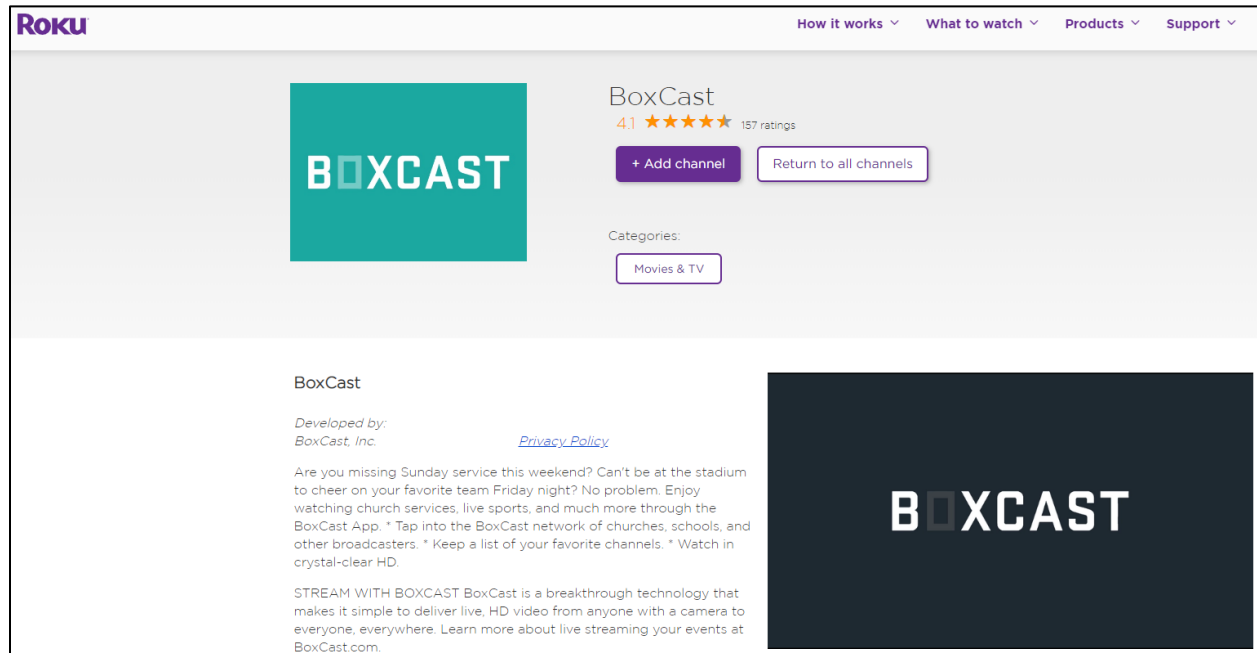 ROKU
How it works What to watch Products Support
BOXCAST
BoxCast
4.1 157 ratings
+ Add channel Return to all channels
Categories:
Movies & TV
BoxCast
Developed by:
BoxCast, Inc. Privacy Policy
Are you missing Sunday service this weekend? Can't be at the stadium
to cheer on your favorite team Friday night? No problem. Enjoy
watching church services, live sports, and much more through the
BoxCast App. * Tap into the BoxCast network of churches, schools, and
other broadcasters. * Keep a list of your favorite channels. * Watch in
crystal-clear HD.
STREAM WITH BOXCAST BoxCast is a breakthrough technology that
makes it simple to deliver live, HD video from anyone with a camera to
everyone, everywhere. Learn more about live streaming your events at
BoxCast.com.
BOXCAST